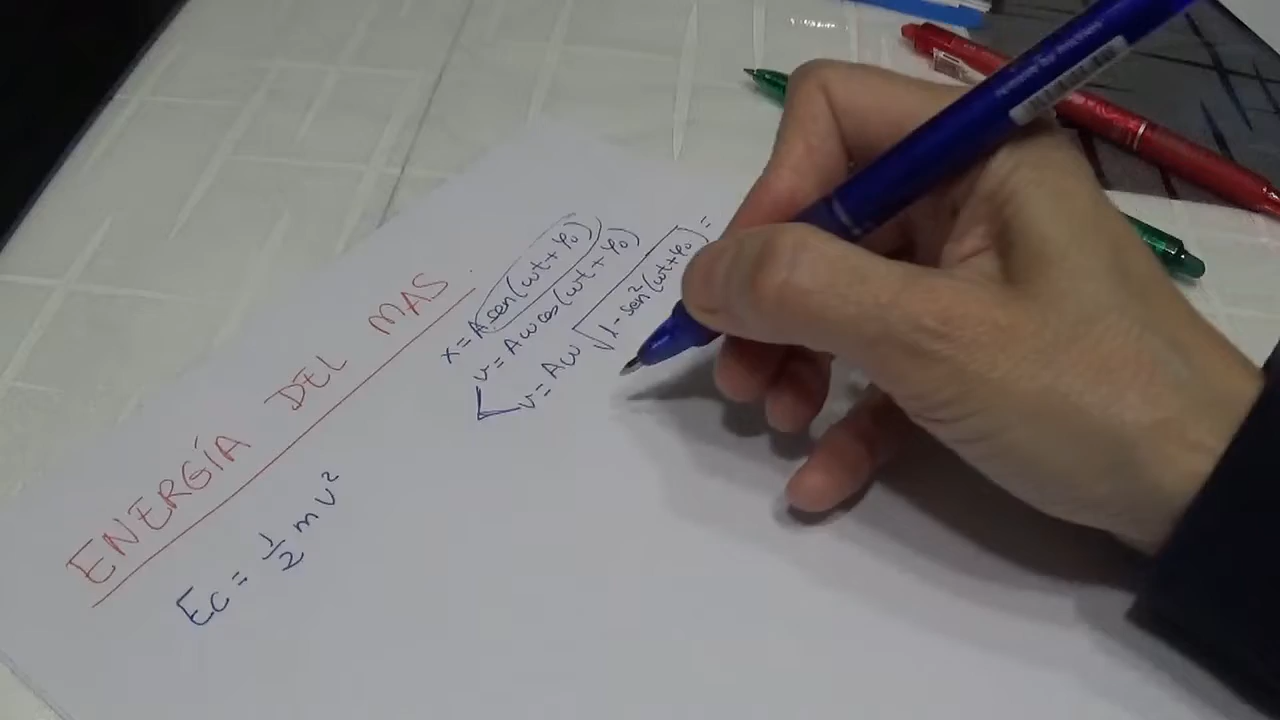 ENERGÍA DEL MAS
x = A sen(ωt + φ₀)
v = Aω cos(ωt + φ₀)
v = Aω √(1 - sen²(ωt + φ₀)) =
Ec = 1/2 m v²